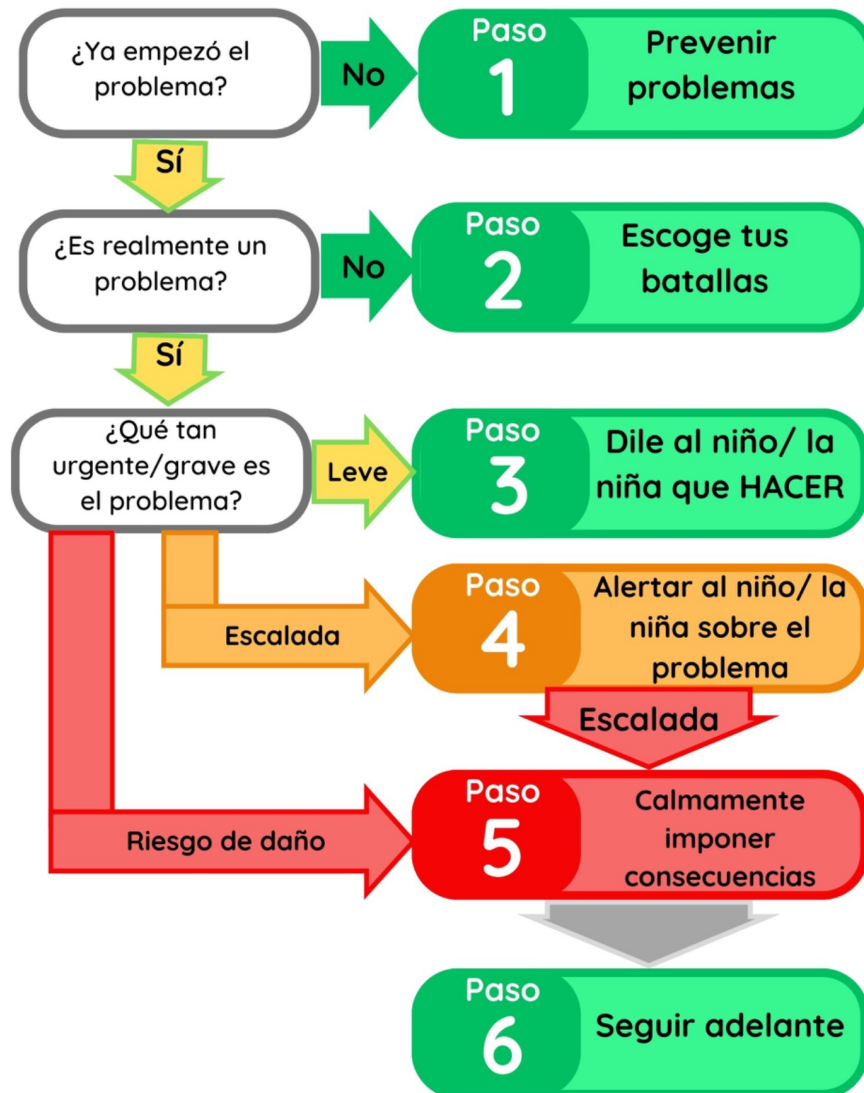 ¿Ya empezó el
problema?
No
Paso
1
Prevenir
problemas
Sí
¿Es realmente un
problema?
No
Paso
2
Escoge tus
batallas
Sí
¿Qué tan
urgente/grave es
el problema?
Leve
Paso
3
Dile al niño/ la
niña que HACER
Escalada
Paso
4
Alertar al niño/ la
niña sobre el
problema
Escalada
Riesgo de daño
Paso
5
Calmamente
imponer
consecuencias
Paso
6
Seguir adelante